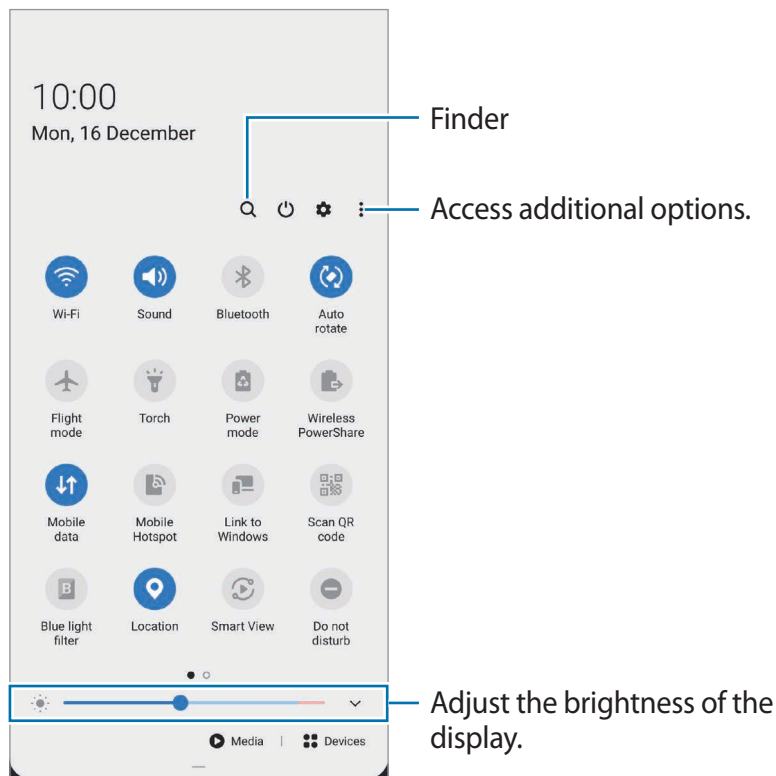 10:00
Mon, 16 December
Finder
Access additional options.
Wi-Fi
Sound
Bluetooth
Auto
rotate
Flight
mode
Torch
Power
mode
Wireless
PowerShare
Mobile
data
Mobile
Hotspot
Link to
Windows
Scan QR
code
B
Blue light
filter
Location
Smart View
Do not
disturb
Adjust the brightness of the
display.
Media | Devices